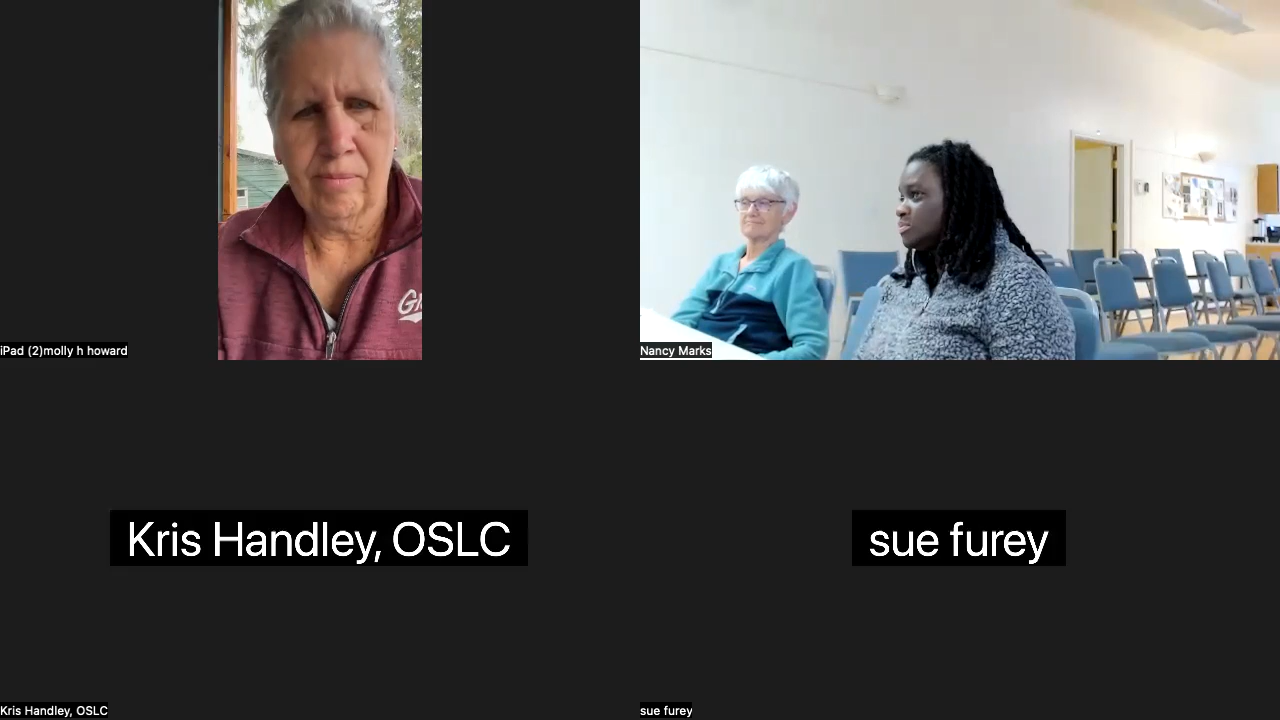 iPad (2)molly h howard
Nancy Marks
Kris Handley, OSLC
sue furey
Kris Handley, OSLC
sue furey